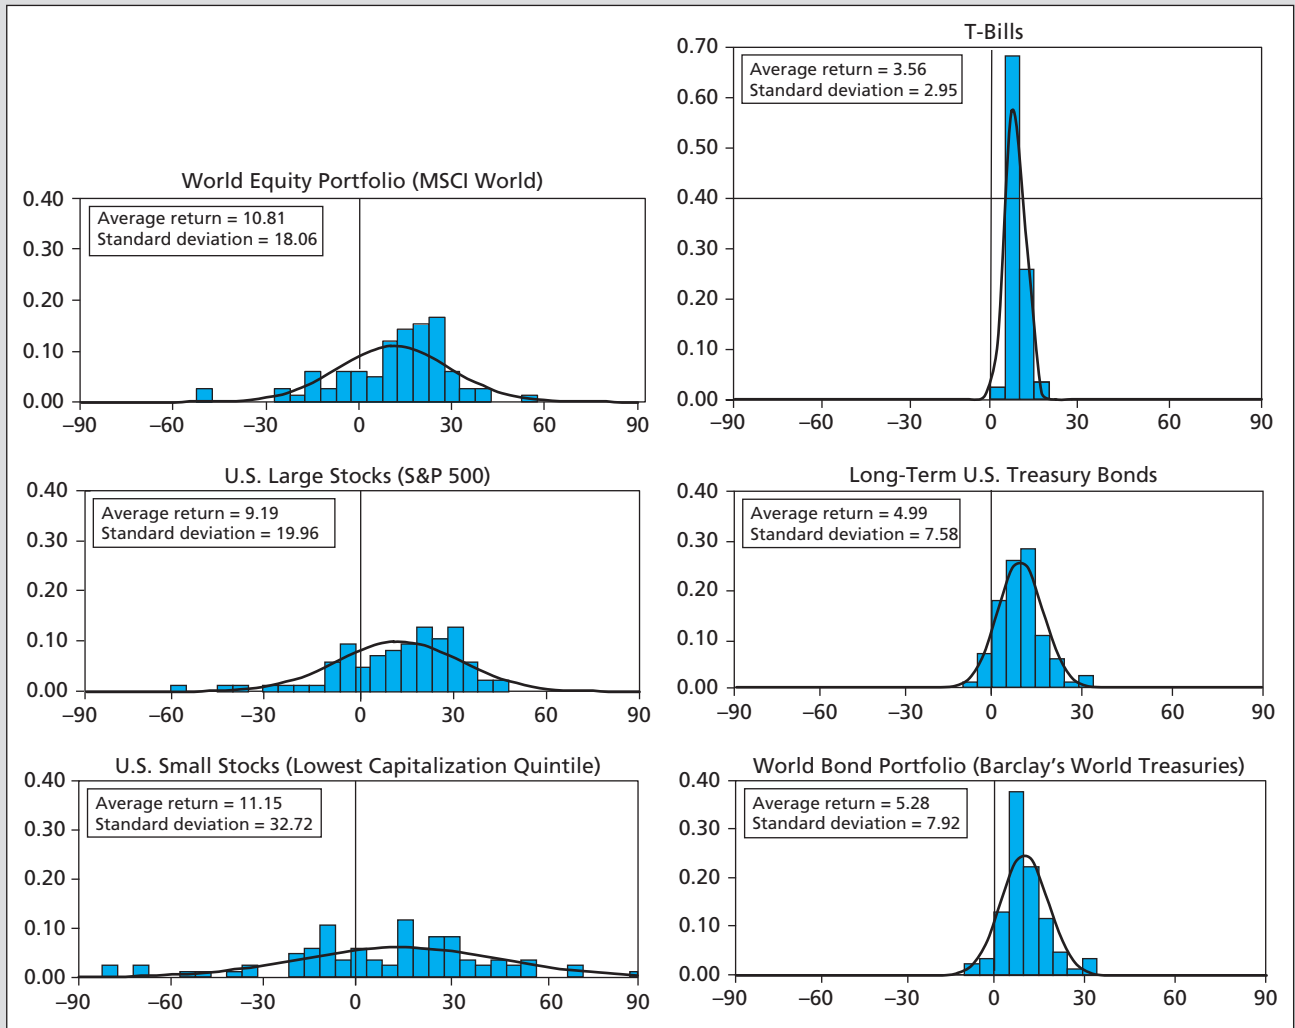 World Equity Portfolio (MSCI World)
Average return = 10.81
Standard deviation = 18.06
0.40
0.30
0.20
0.10
0.00
–90 –60 –30 0 30 60 90
T-Bills
Average return = 3.56
Standard deviation = 2.95
0.70
0.60
0.50
0.40
0.30
0.20
0.10
0.00
–90 –60 –30 0 30 60 90
U.S. Large Stocks (S&P 500)
Average return = 9.19
Standard deviation = 19.96
0.40
0.30
0.20
0.10
0.00
–90 –60 –30 0 30 60 90
Long-Term U.S. Treasury Bonds
Average return = 4.99
Standard deviation = 7.58
0.40
0.30
0.20
0.10
0.00
–90 –60 –30 0 30 60 90
U.S. Small Stocks (Lowest Capitalization Quintile)
Average return = 11.15
Standard deviation = 32.72
0.40
0.30
0.20
0.10
0.00
–90 –60 –30 0 30 60 90
World Bond Portfolio (Barclay’s World Treasuries)
Average return = 5.28
Standard deviation = 7.92
0.40
0.30
0.20
0.10
0.00
–90 –60 –30 0 30 60 90